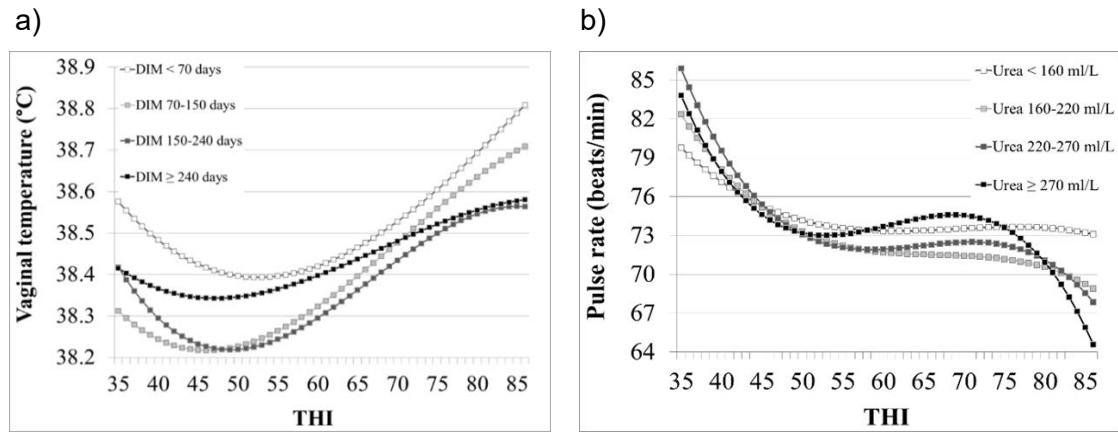 a)
b)
Vaginal temperature (°C)
38.9
38.8
38.7
38.6
38.5
38.4
38.3
38.2
DIM < 70 days
DIM 70-150 days
DIM 150-240 days
DIM ≥ 240 days
35 40 45 50 55 60 65 70 75 80 85
THI
Pulse rate (beats/min)
85
82
79
76
73
70
67
64
Urea < 160 ml/L
Urea 160-220 ml/L
Urea 220-270 ml/L
Urea ≥ 270 ml/L
35 40 45 50 55 60 65 70 75 80 85
THI